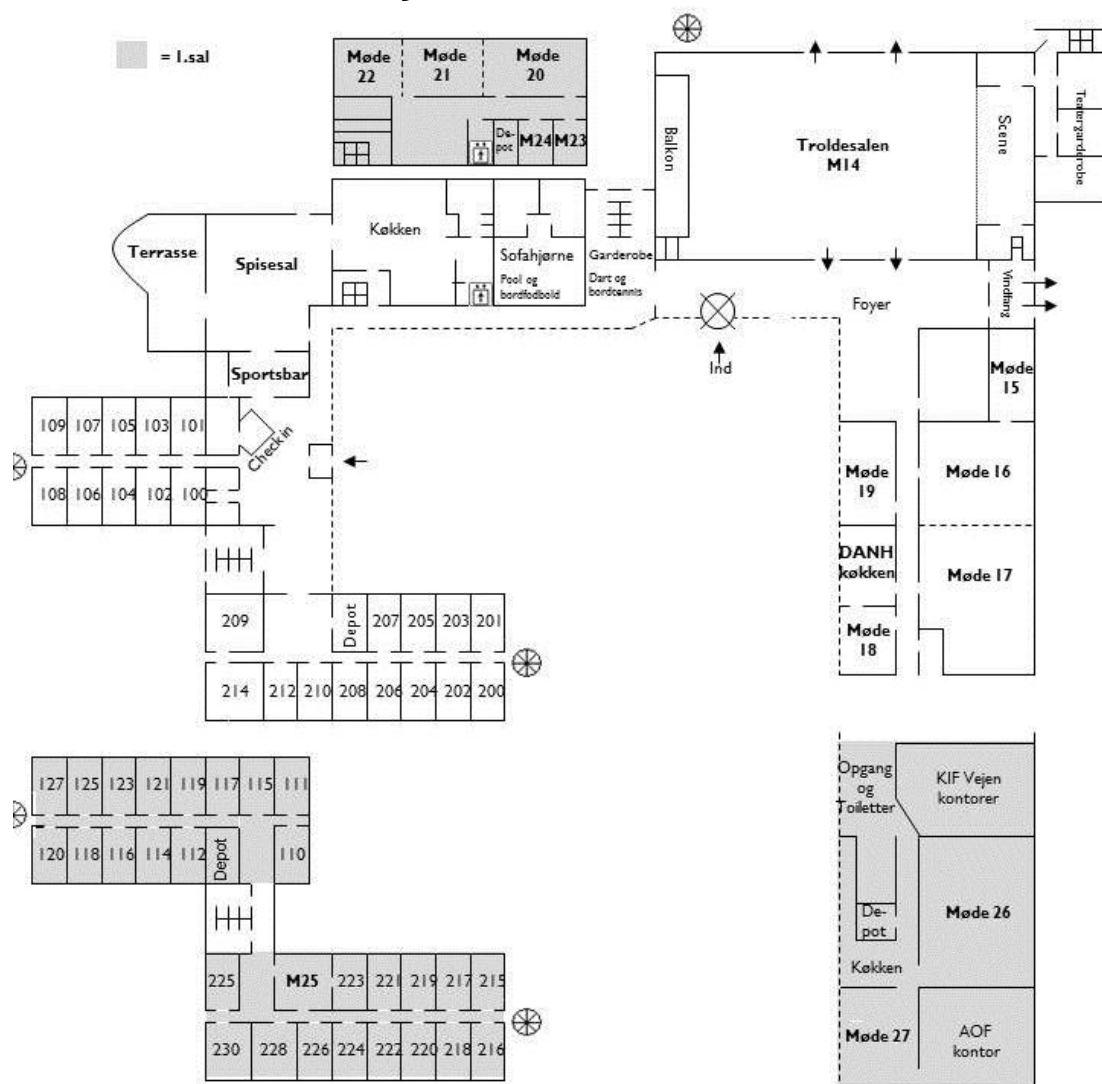 = 1.sal
Møde
22
Møde
21
Møde
20
De-
pot
M24
M23
Balkon
Troldesalen
M14
Scene
Teatergarderobe
Køkken
Terrasse
Spisesal
Sofahjørne
Pool og
bordfodbold
Garderobe
Dart og
bordtennis
Foyer
Vindfang
Ind
Sportsbar
Møde
15
109
107
105
103
101
Check in
108
106
104
102
100
Møde
19
Møde 16
DANH
køkken
Møde 17
Møde
18
209
Depot
207
205
203
201
214
212
210
208
206
204
202
200
127
125
123
121
119
117
115
111
120
118
116
114
112
Depot
110
Opgang
og
Toiletter
KIF Vejen
kontorer
De-
pot
Møde 26
Køkken
225
M25
223
221
219
217
215
230
228
226
224
222
220
218
216
Møde 27
AOF
kontor